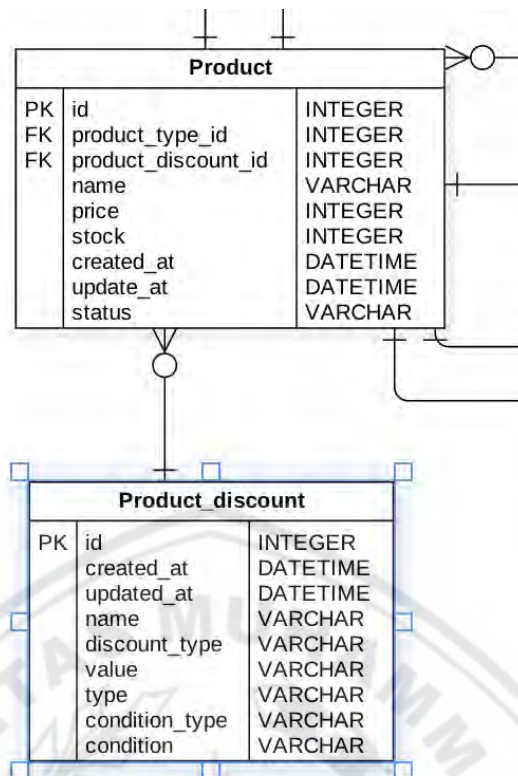 Product
PK id INTEGER
FK product_type_id INTEGER
FK product_discount_id INTEGER
name VARCHAR
price INTEGER
stock INTEGER
created_at DATETIME
update_at DATETIME
status VARCHAR
Product_discount
PK id INTEGER
created_at DATETIME
updated_at DATETIME
name VARCHAR
discount_type VARCHAR
value VARCHAR
type VARCHAR
condition_type VARCHAR
condition VARCHAR